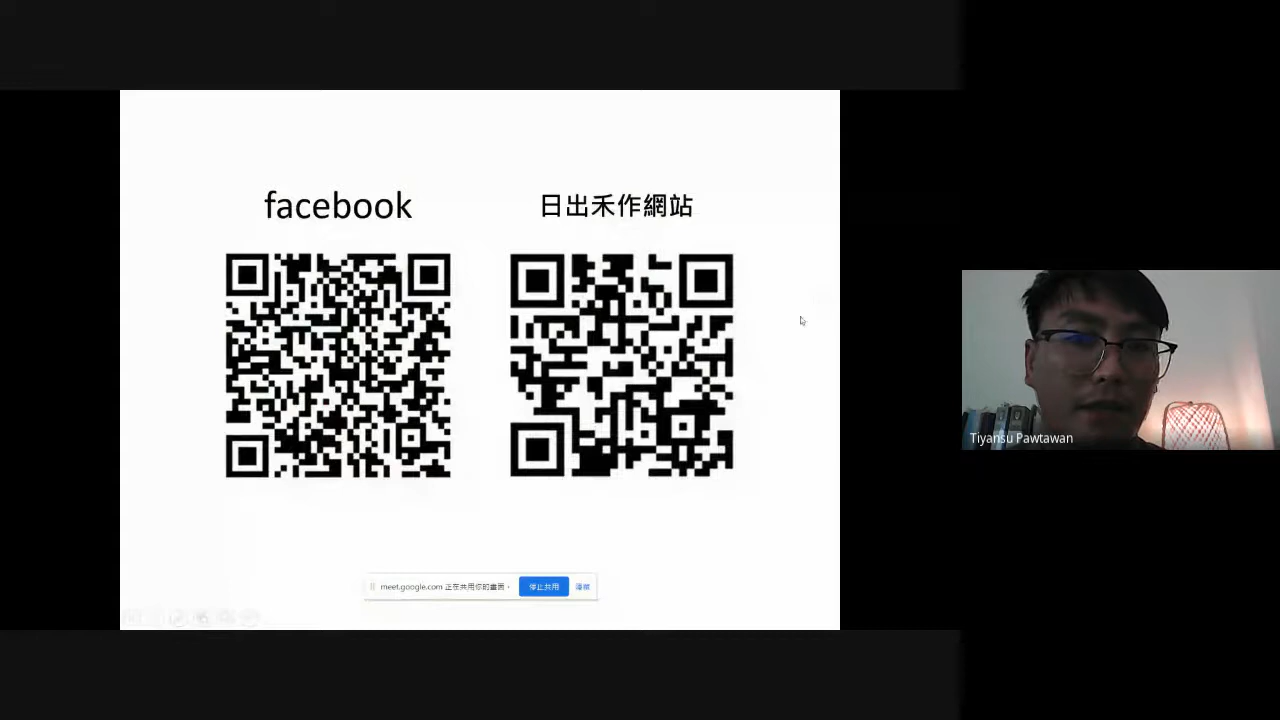 facebook
日出禾作網站
Tiyansu Pawtawan
meet.google.com 正在共用你的畫面。
停止共用
隱藏